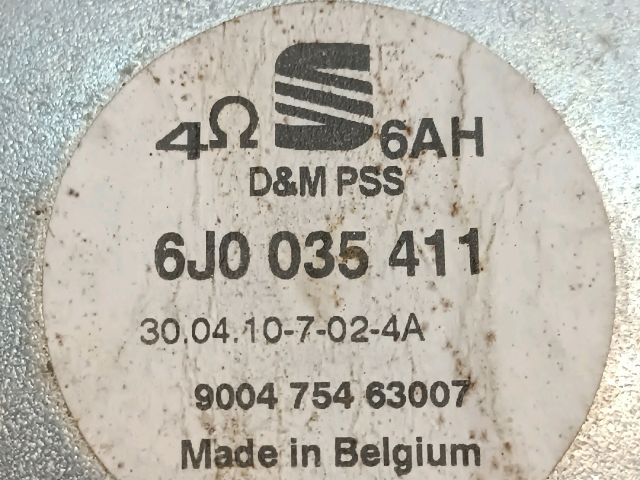 4Ω 6AH
D&M PSS
6J0 035 411
30.04.10-7-02-4A
9004 754 63007
Made in Belgium